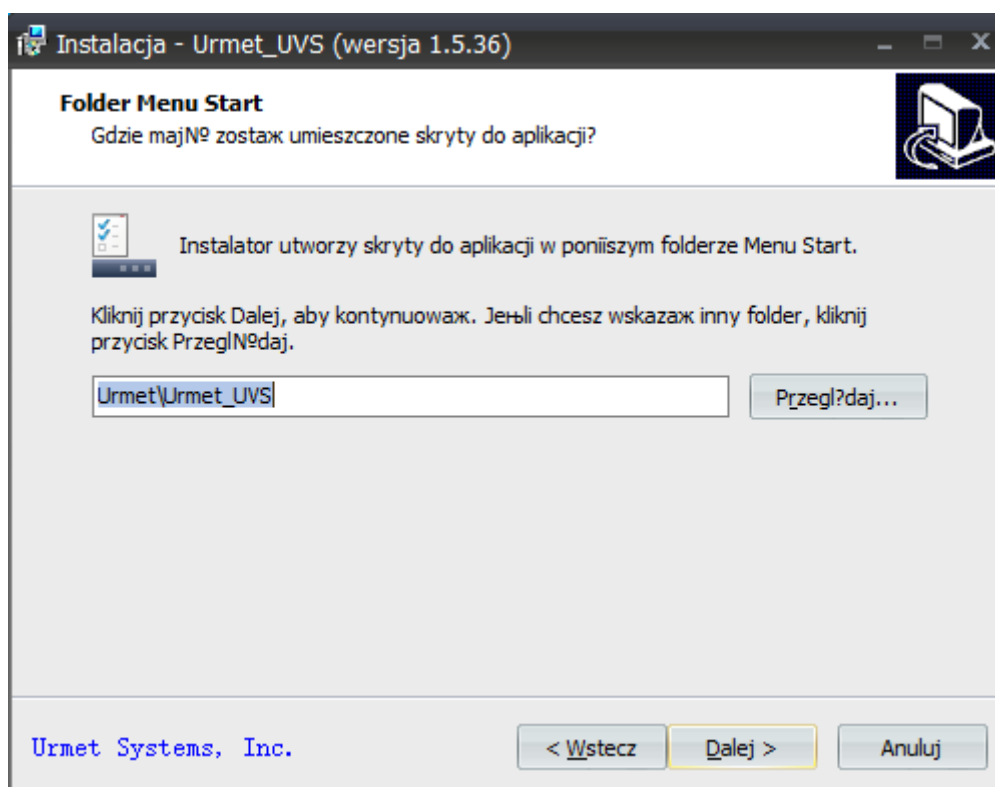 Instalacja - Urmet_UVS (wersja 1.5.36)
Folder Menu Start
Gdzie majNº zostaж umieszczone skryty do aplikacji?
Instalator utworzy skryty do aplikacji w poniїszym folderze Menu Start.
Kliknij przycisk Dalej, aby kontynuowaж. Jeњli chcesz wskazaж inny folder, kliknij
przycisk PrzeglNºdaj.
Urmet\Urmet_UVS
Przegl?daj...
Urmet Systems, Inc.
< Wstecz
Dalej >
Anuluj